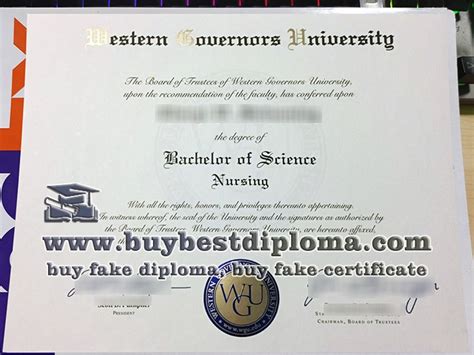 Western Governors University
The Board of Trustees of Western Governors University,
upon the recommendation of the faculty, has conferred upon
the degree of
Bachelor of Science
Nursing
With all the rights, honors, and privileges thereunto appertaining.
In witness whereof, the seal of the University and the signatures as authorized by
the Board of Trustees, Western Governors University, are hereunto affixed,
www.buybestdiploma.com
buy fake diploma, buy fake certificate
WGU
www.wgu.edu
PRESIDENT
CHAIRMAN, BOARD OF TRUSTEES